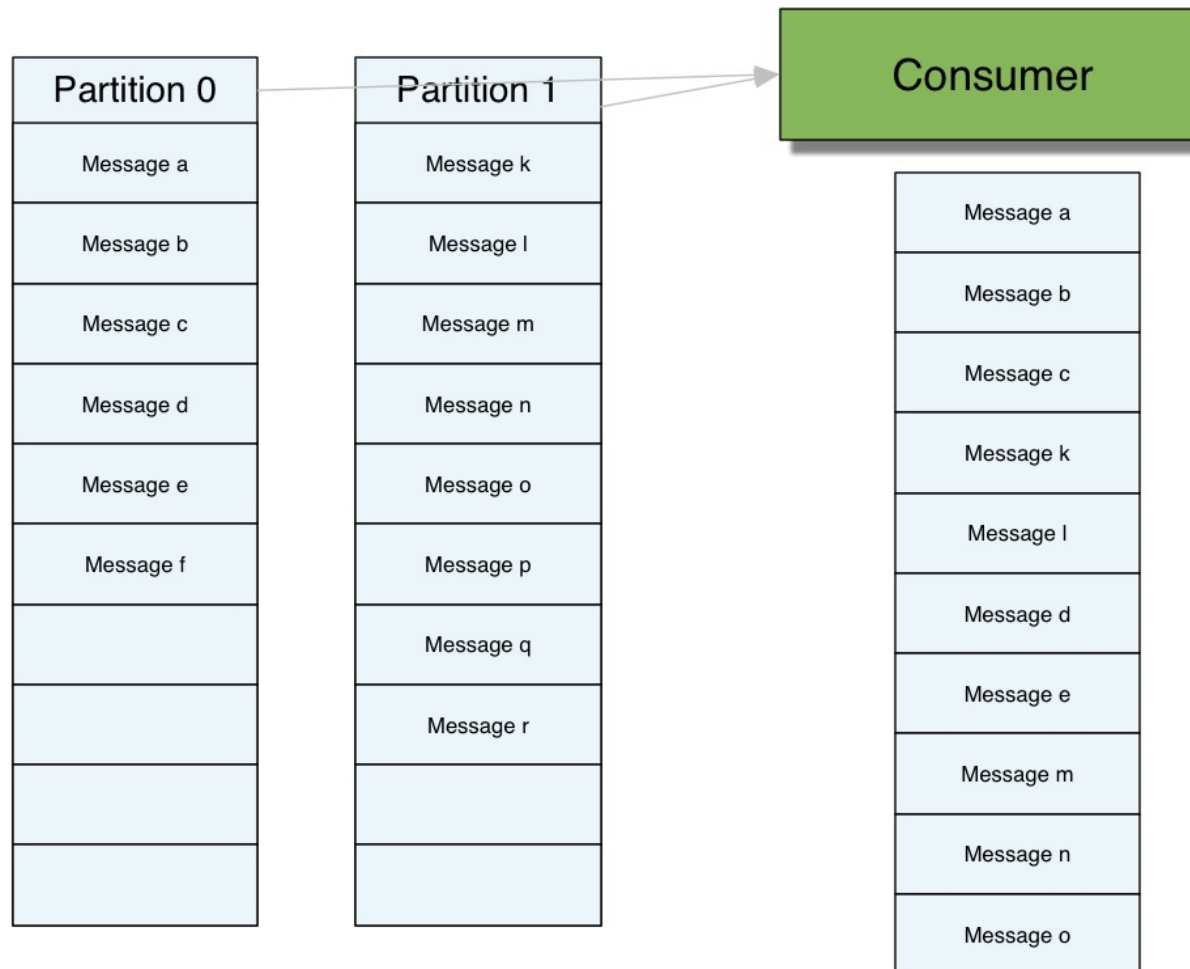 Partition 0
Message a
Message b
Message c
Message d
Message e
Message f
Partition 1
Message k
Message l
Message m
Message n
Message o
Message p
Message q
Message r
Consumer
Message a
Message b
Message c
Message k
Message l
Message d
Message e
Message m
Message n
Message o